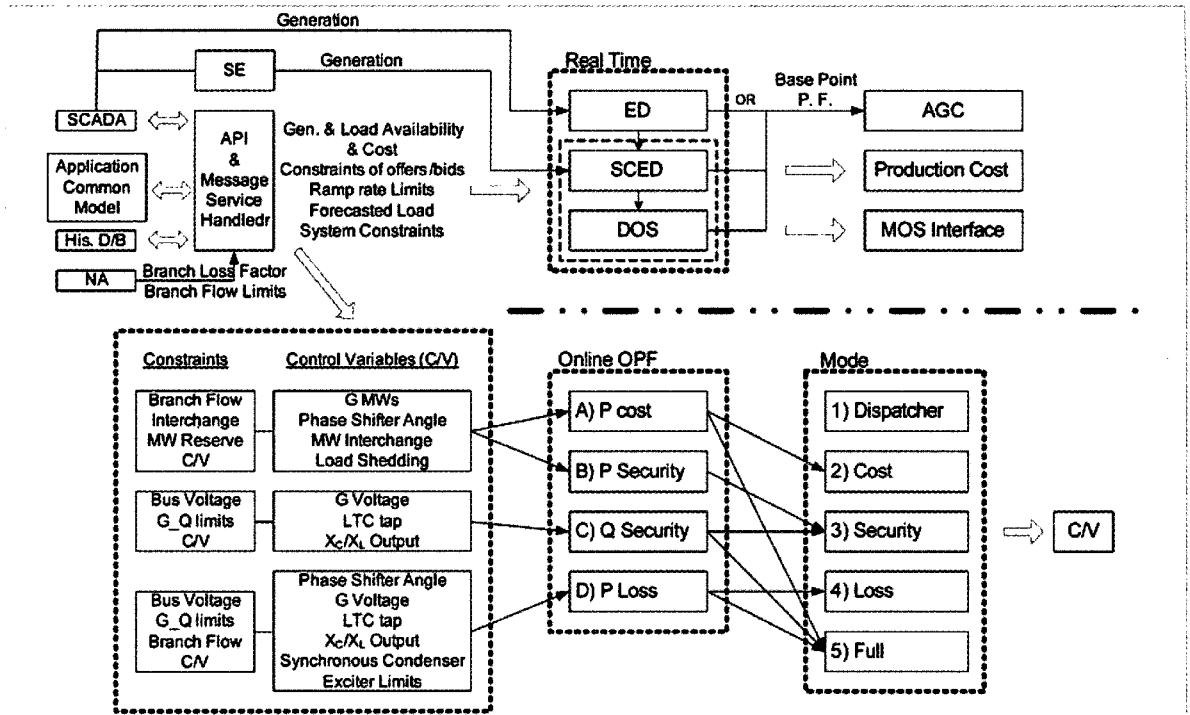 Generation
SE
Generation
SCADA
API
&
Message
Service
Handledr
Application
Common
Model
His. D/B
NA
Branch Loss Factor
Branch Flow Limits
Gen. & Load Availability
& Cost
Constraints of offers/bids
Ramp rate Limits
Forecasted Load
System Constraints
Real Time
ED
SCED
DOS
OR
Base Point
P. F.
AGC
Production Cost
MOS Interface
Constraints
Control Variables (C/V)
Branch Flow
Interchange
MW Reserve
C/V
G MWs
Phase Shifter Angle
MW Interchange
Load Shedding
Bus Voltage
G_Q limits
C/V
G Voltage
LTC tap
XC/XL Output
Bus Voltage
G_Q limits
Branch Flow
C/V
Phase Shifter Angle
G Voltage
LTC tap
XC/XL Output
Synchronous Condenser
Exciter Limits
Online OPF
A) P cost
B) P Security
C) Q Security
D) P Loss
Mode
1) Dispatcher
2) Cost
3) Security
4) Loss
5) Full
C/V